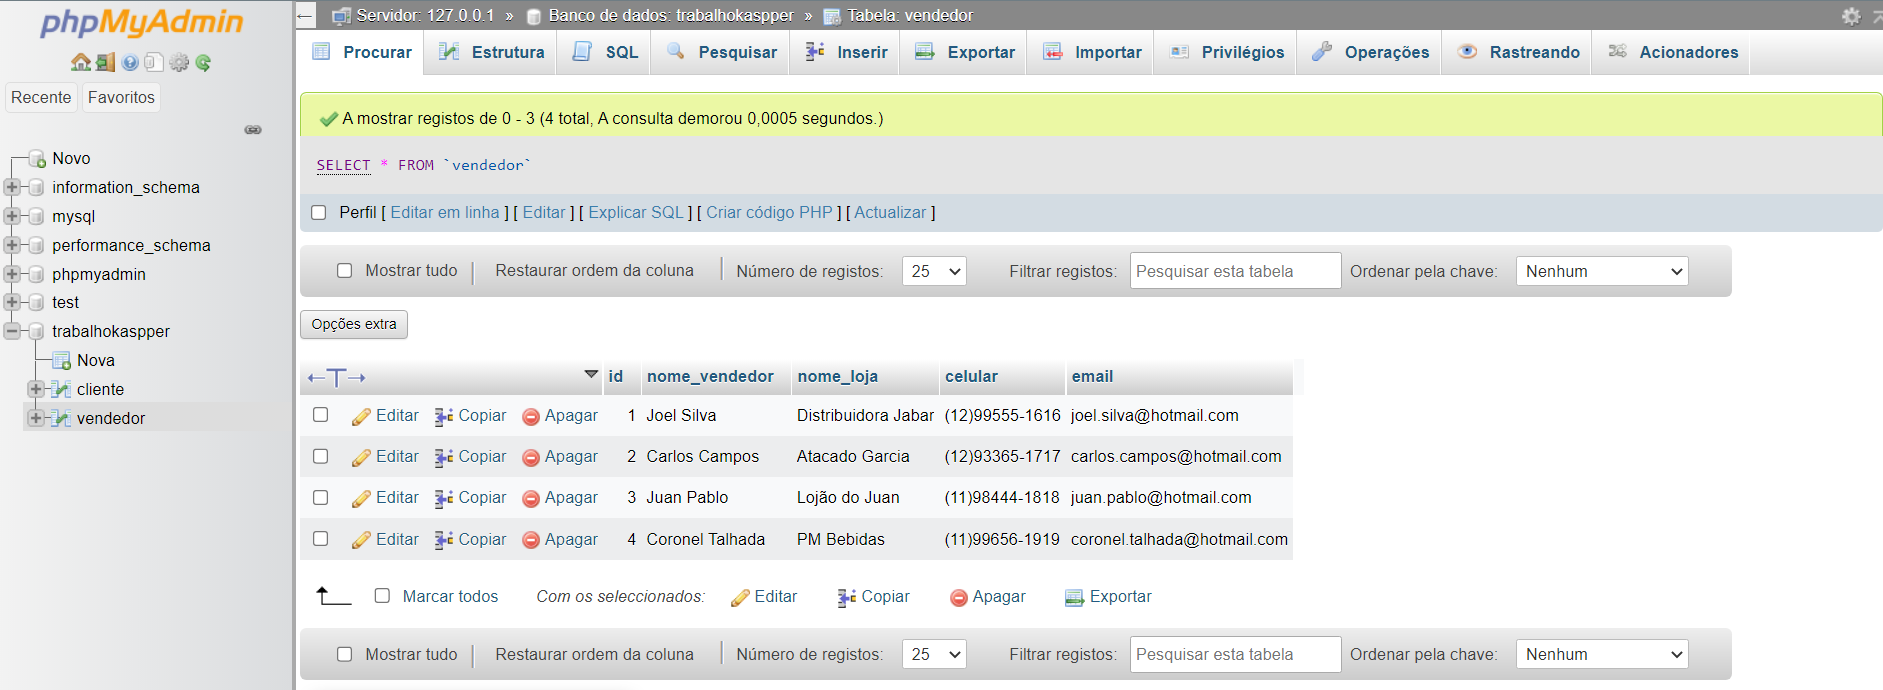 phpMyAdmin
Recente Favoritos
Novo
information_schema
mysql
performance_schema
phpmyadmin
test
trabalhokaspper
Nova
cliente
vendedor
Servidor: 127.0.0.1 » Banco de dados: trabalhokaspper » Tabela: vendedor
Procurar Estrutura SQL Pesquisar Inserir Exportar Importar Privilégios Operações Rastreando Acionadores
A mostrar registos de 0 - 3 (4 total, A consulta demorou 0,0005 segundos.)
SELECT * FROM `vendedor`
Perfil [ Editar em linha ] [ Editar ] [ Explicar SQL ] [ Criar código PHP ] [ Actualizar ]
Mostrar tudo Restaurar ordem da coluna Número de registos: 25 Filtrar registos: Pesquisar esta tabela Ordenar pela chave: Nenhum
Opções extra
id nome_vendedor nome_loja celular email
Editar Copiar Apagar 1 Joel Silva Distribuidora Jabar (12)99555-1616 joel.silva@hotmail.com
Editar Copiar Apagar 2 Carlos Campos Atacado Garcia (12)93365-1717 carlos.campos@hotmail.com
Editar Copiar Apagar 3 Juan Pablo Lojão do Juan (11)98444-1818 juan.pablo@hotmail.com
Editar Copiar Apagar 4 Coronel Talhada PM Bebidas (11)99656-1919 coronel.talhada@hotmail.com
Marcar todos Com os seleccionados: Editar Copiar Apagar Exportar
Mostrar tudo Restaurar ordem da coluna Número de registos: 25 Filtrar registos: Pesquisar esta tabela Ordenar pela chave: Nenhum